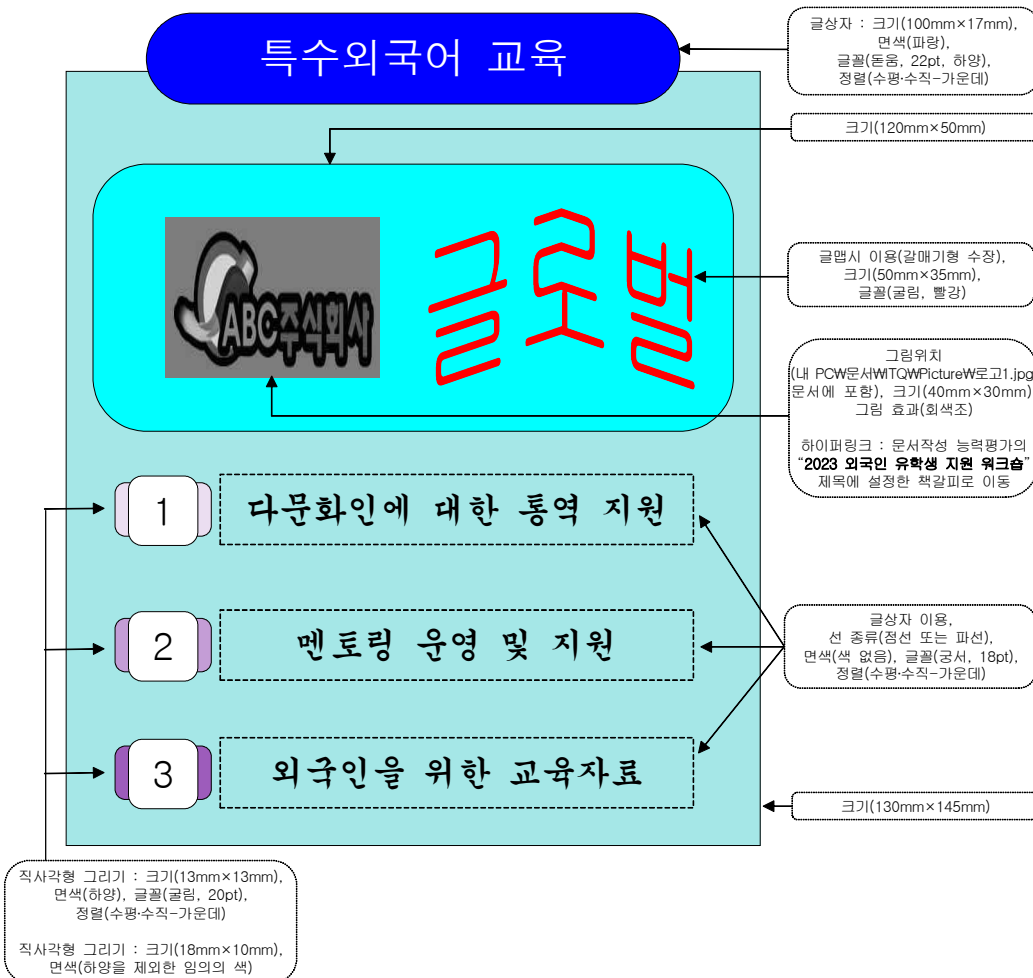 특수외국어 교육
글상자 : 크기(100mm×17mm),
면색(파랑),
글꼴(돋움, 22pt, 하양),
정렬(수평·수직-가운데)
크기(120mm×50mm)
ABC주식회사
글로벌
글맵시 이용(갈매기형 수장),
크기(50mm×35mm),
글꼴(굴림, 빨강)
그림위치
(내 PC₩문서₩ITQ₩Picture₩로고1.jpg
문서에 포함), 크기(40mm×30mm)
그림 효과(회색조)
하이퍼링크 : 문서작성 능력평가의
“2023 외국인 유학생 지원 워크숍”
제목에 설정한 책갈피로 이동
1 다문화인에 대한 통역 지원
2 멘토링 운영 및 지원
3 외국인을 위한 교육자료
글상자 이용,
선 종류(점선 또는 파선),
면색(색 없음), 글꼴(궁서, 18pt),
정렬(수평·수직-가운데)
크기(130mm×145mm)
직사각형 그리기 : 크기(13mm×13mm),
면색(하양), 글꼴(굴림, 20pt),
정렬(수평·수직-가운데)
직사각형 그리기 : 크기(18mm×10mm),
면색(하양을 제외한 임의의 색)